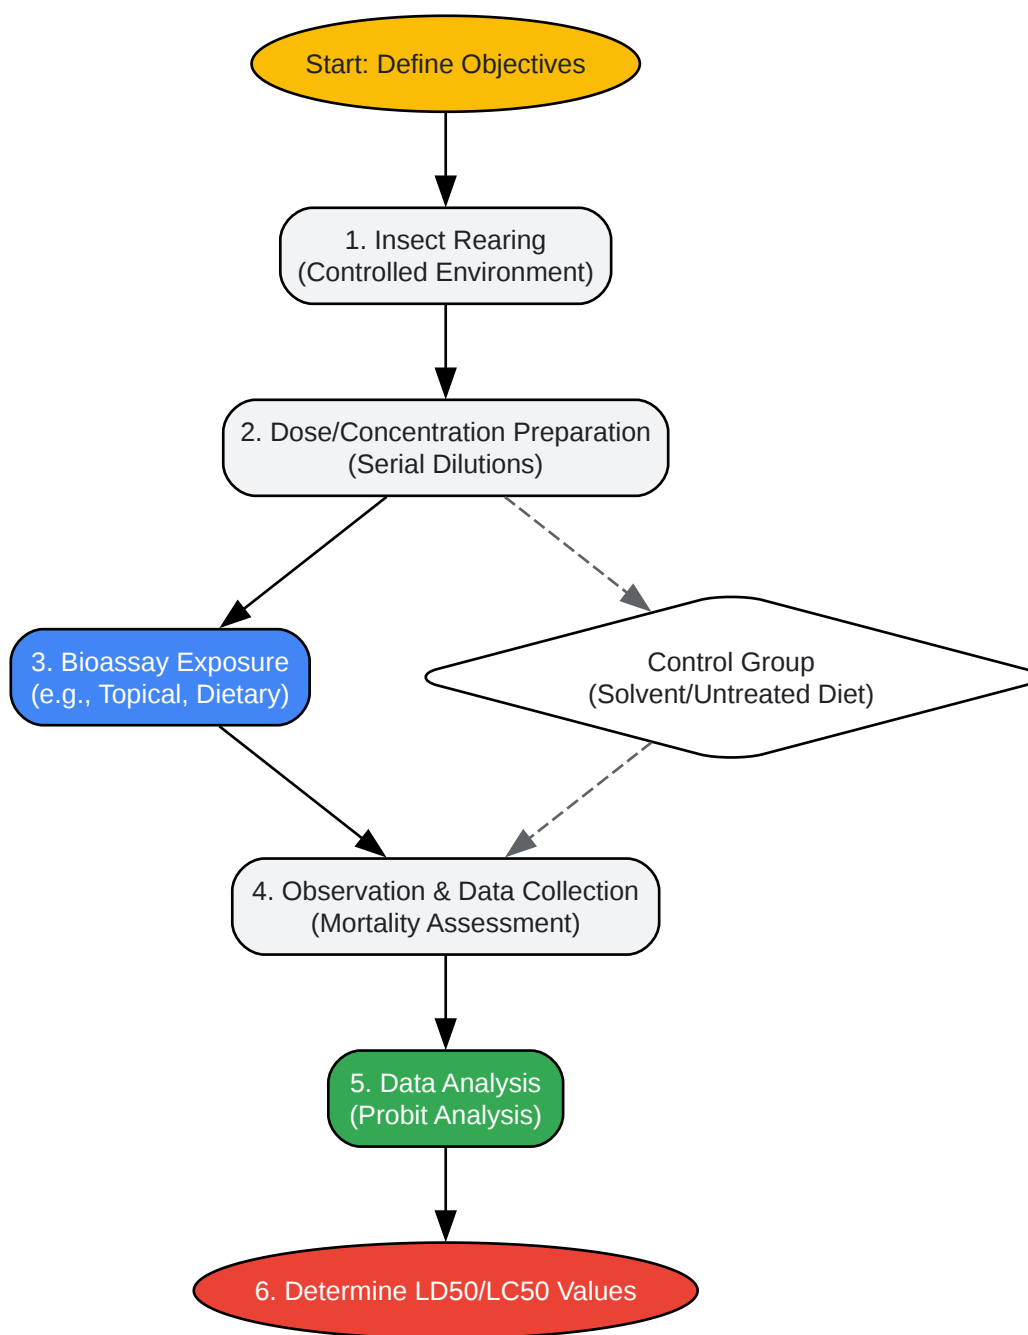 Start: Define Objectives
1. Insect Rearing
(Controlled Environment)
2. Dose/Concentration Preparation
(Serial Dilutions)
3. Bioassay Exposure
(e.g., Topical, Dietary)
Control Group
(Solvent/Untreated Diet)
4. Observation & Data Collection
(Mortality Assessment)
5. Data Analysis
(Probit Analysis)
6. Determine LD50/LC50 Values